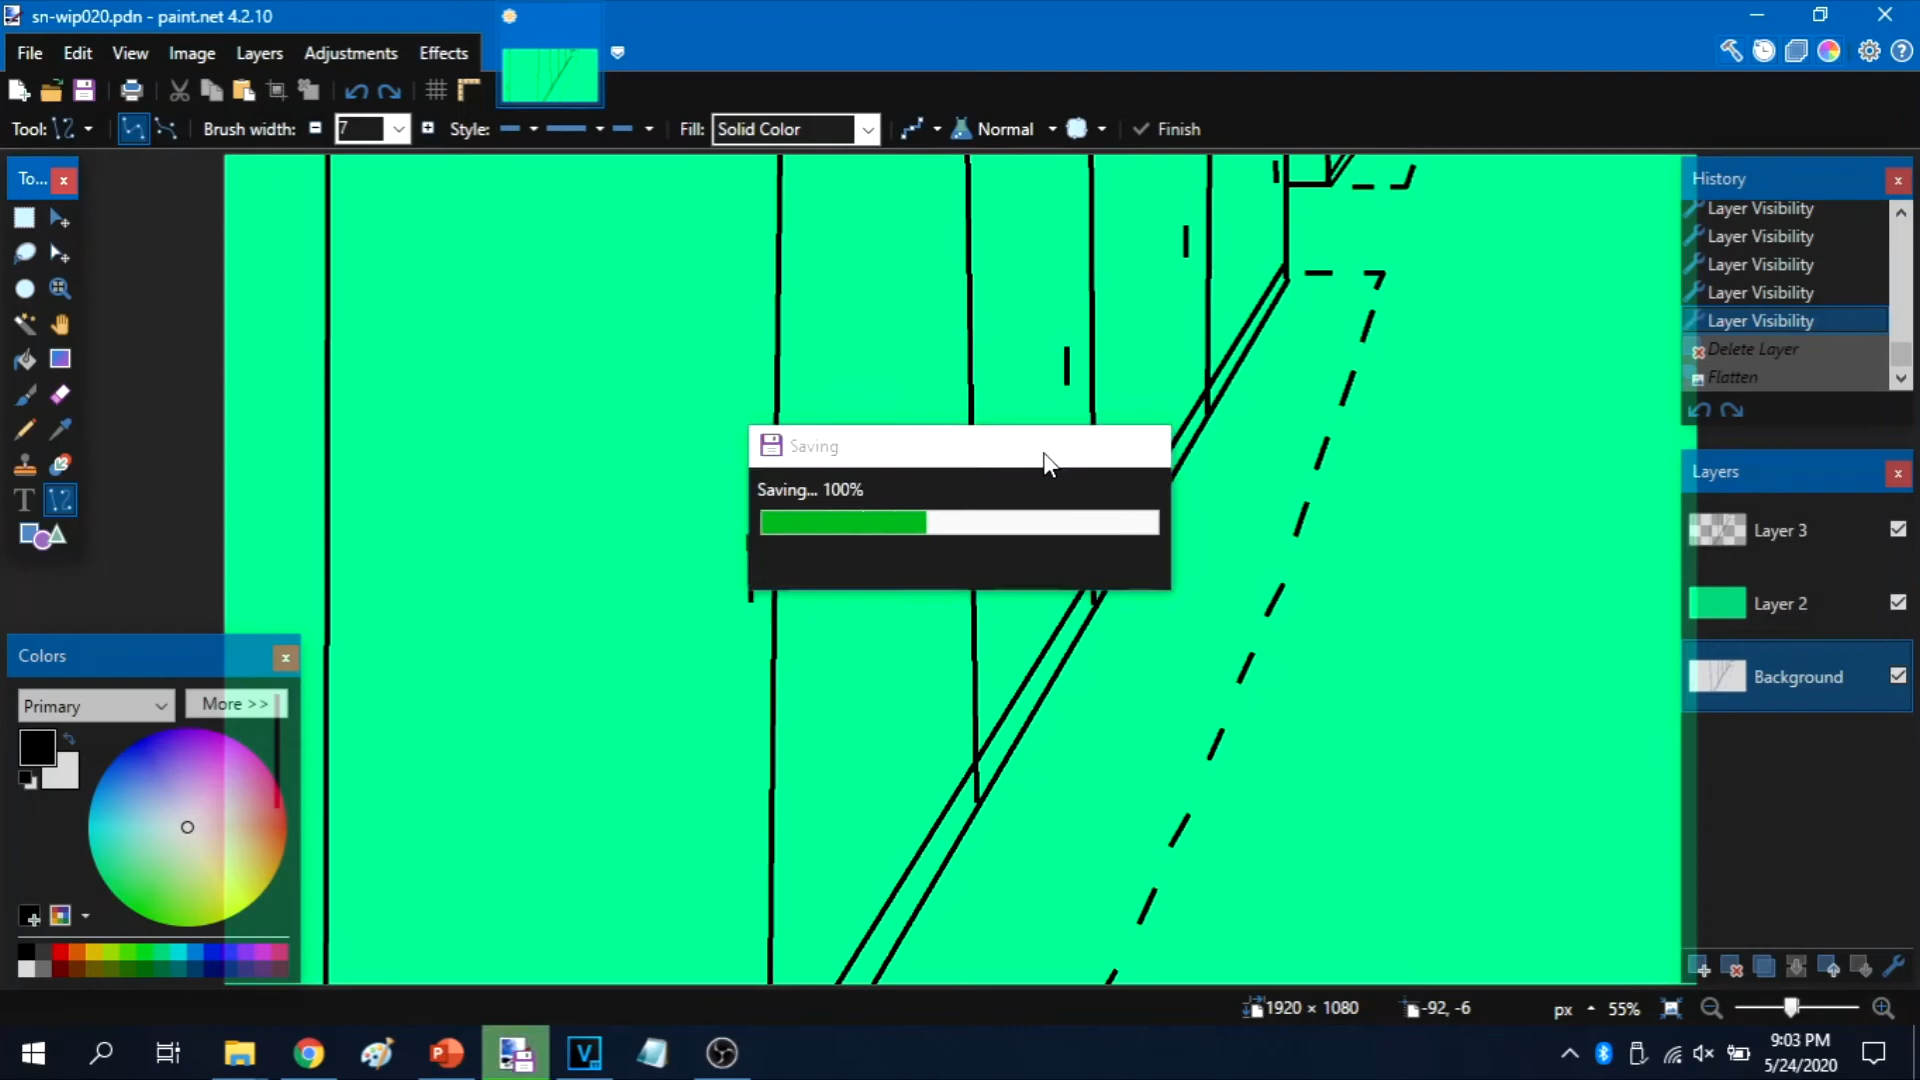 sn-wip020.pdn - paint.net 4.2.10
File Edit View Image Layers Adjustments Effects
Tool: Brush width: 7 Style: Fill: Solid Color Normal Finish
To...
History
Layer Visibility
Layer Visibility
Layer Visibility
Layer Visibility
Layer Visibility
Delete Layer
Flatten
Saving
Saving... 100%
Layers
Layer 3
Layer 2
Background
Colors
Primary
More >>
1920 × 1080
-92, -6
px
55%
9:03 PM
5/24/2020